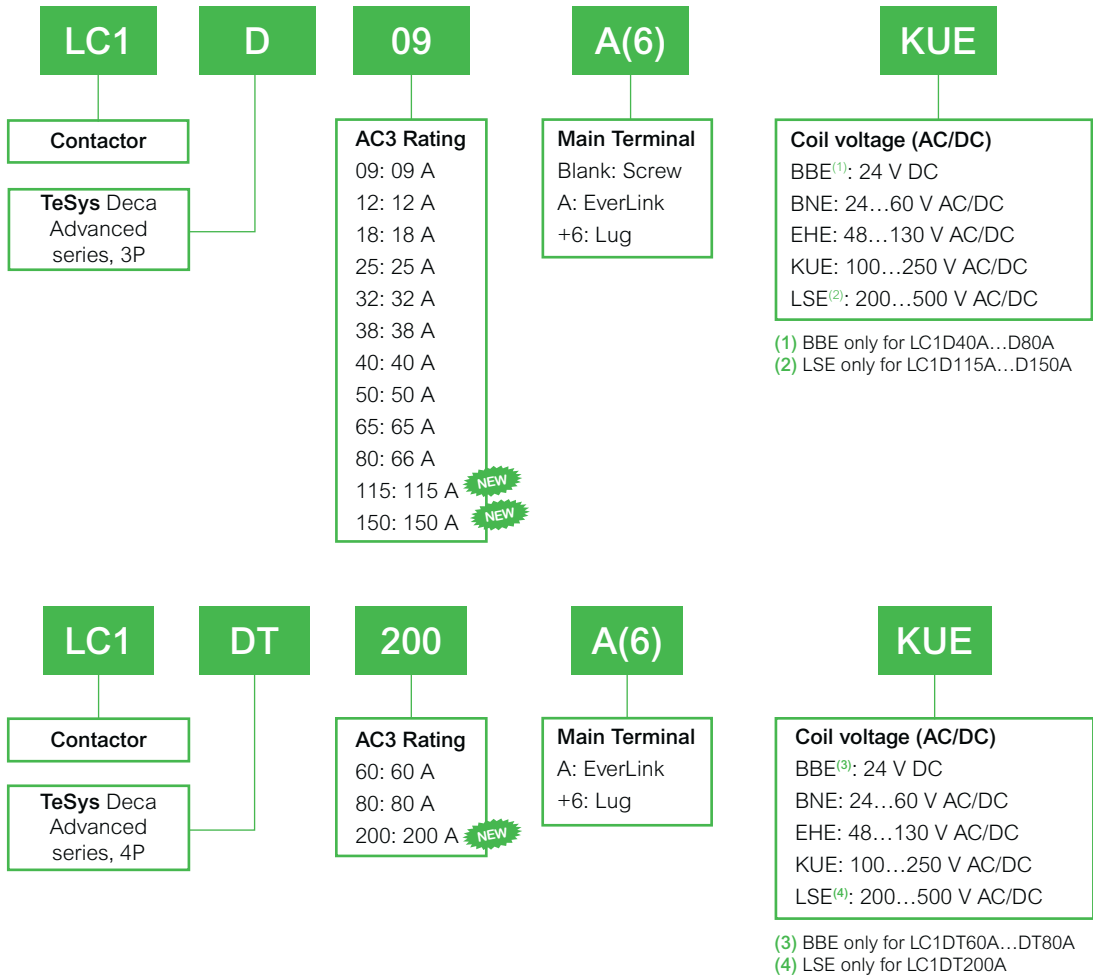 LC1 D 09 A(6) KUE
Contactor
TeSys Deca
Advanced
series, 3P
AC3 Rating
09: 09 A
12: 12 A
18: 18 A
25: 25 A
32: 32 A
38: 38 A
40: 40 A
50: 50 A
65: 65 A
80: 66 A
115: 115 A NEW
150: 150 A NEW
Main Terminal
Blank: Screw
A: EverLink
+6: Lug
Coil voltage (AC/DC)
BBE(1): 24 V DC
BNE: 24…60 V AC/DC
EHE: 48…130 V AC/DC
KUE: 100…250 V AC/DC
LSE(2): 200…500 V AC/DC
(1) BBE only for LC1D40A…D80A
(2) LSE only for LC1D115A…D150A
LC1 DT 200 A(6) KUE
Contactor
TeSys Deca
Advanced
series, 4P
AC3 Rating
60: 60 A
80: 80 A
200: 200 A NEW
Main Terminal
A: EverLink
+6: Lug
Coil voltage (AC/DC)
BBE(3): 24 V DC
BNE: 24…60 V AC/DC
EHE: 48…130 V AC/DC
KUE: 100…250 V AC/DC
LSE(4): 200…500 V AC/DC
(3) BBE only for LC1DT60A…DT80A
(4) LSE only for LC1DT200A